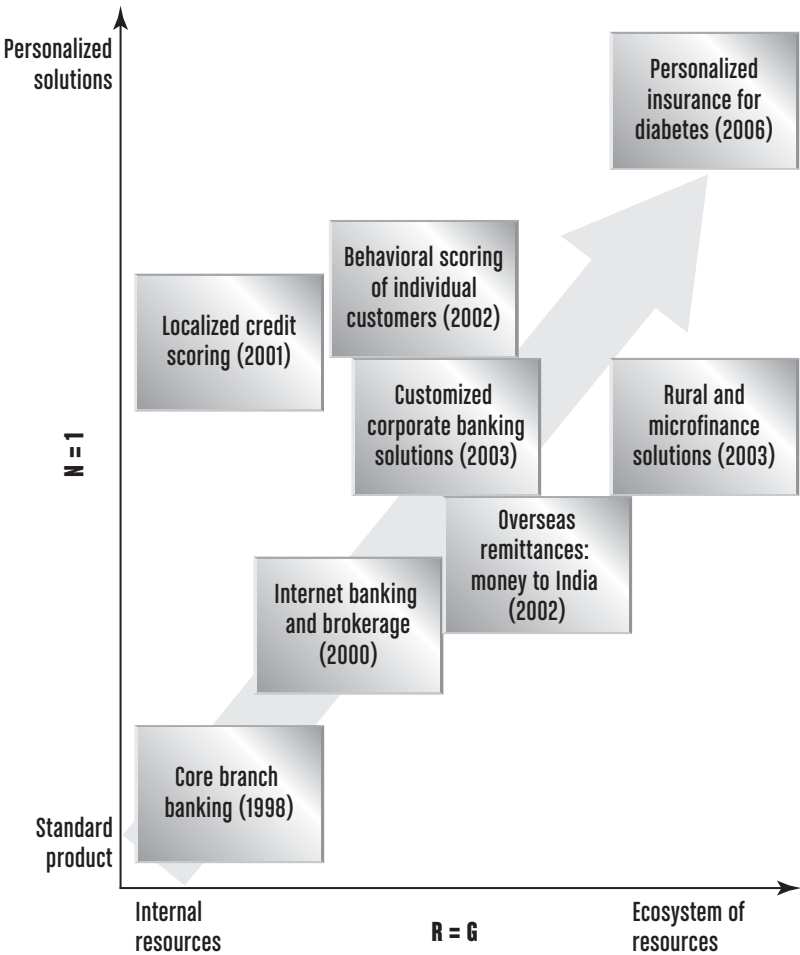 Personalized
solutions
Personalized
insurance for
diabetes (2006)
Behavioral scoring
of individual
customers (2002)
Localized credit
scoring (2001)
Customized
corporate banking
solutions (2003)
Rural and
microfinance
solutions (2003)
N = 1
Overseas
remittances:
money to India
(2002)
Internet banking
and brokerage
(2000)
Core branch
banking (1998)
Standard
product
Internal
resources
R = G
Ecosystem of
resources